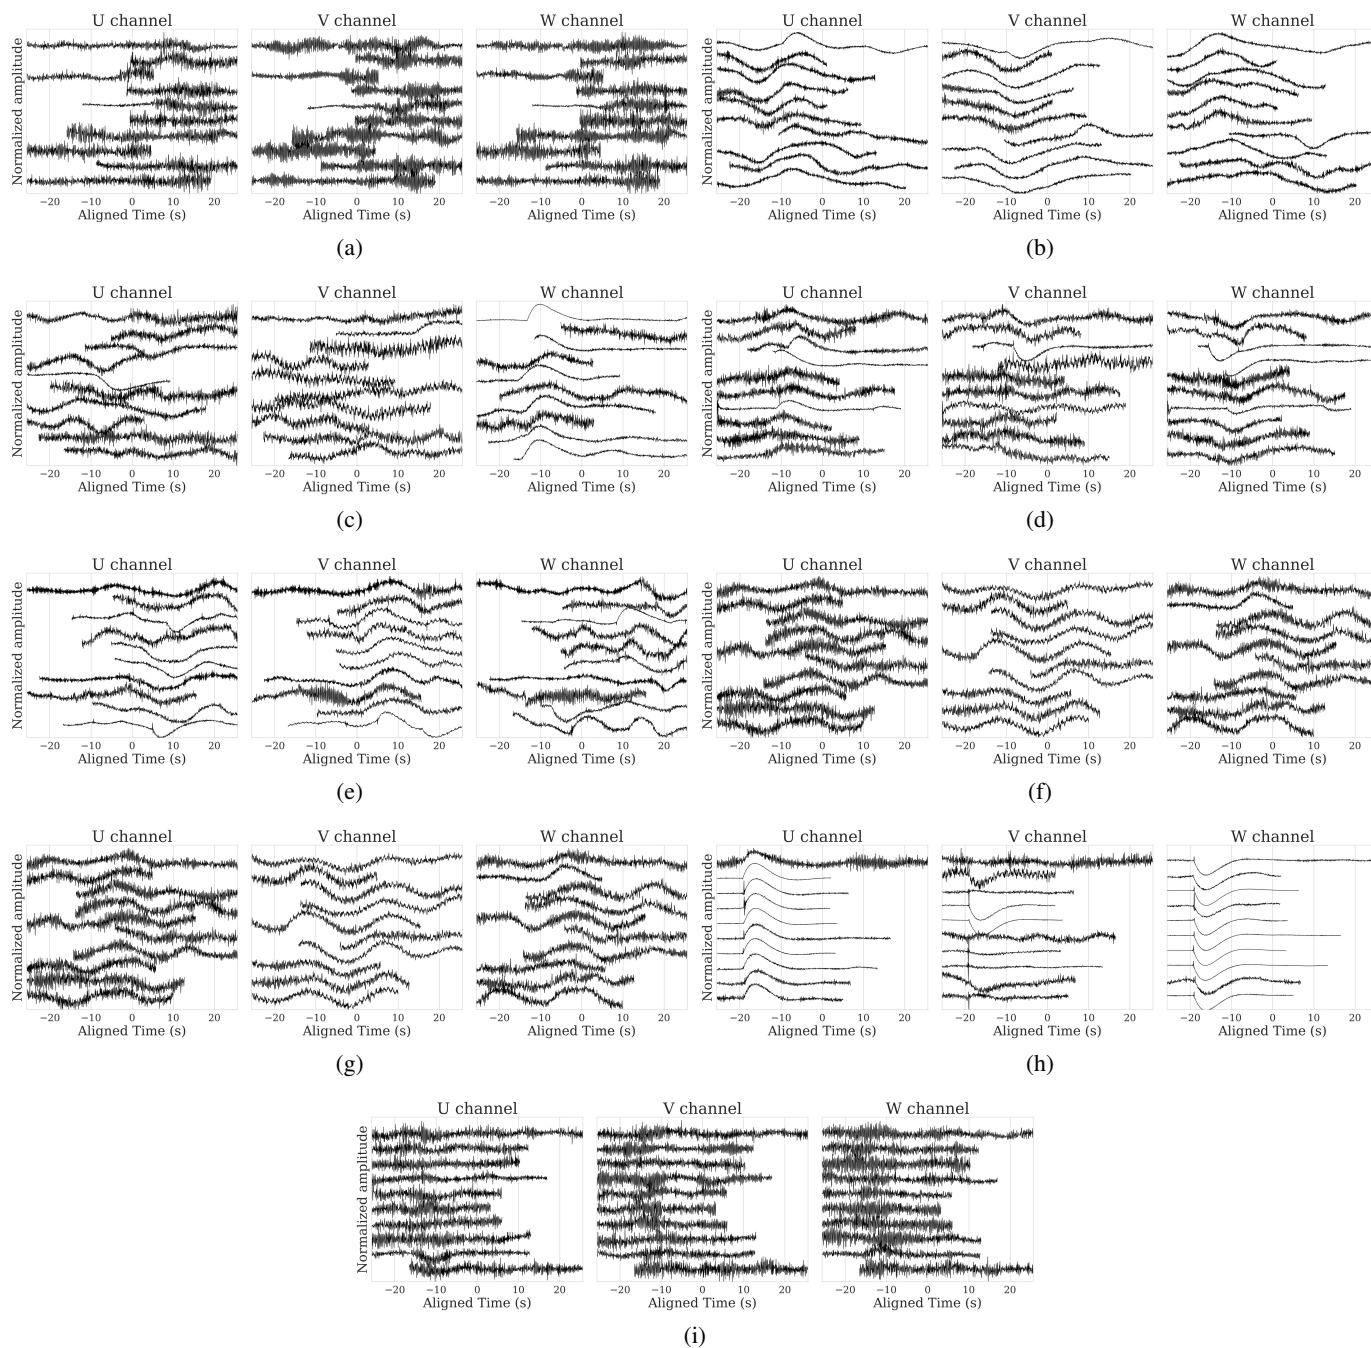 U channel V channel W channel U channel V channel W channel
Normalized amplitude Normalized amplitude
−20 −10 0 10 20 −20 −10 0 10 20 −20 −10 0 10 20 −20 −10 0 10 20 −20 −10 0 10 20 −20 −10 0 10 20
Aligned Time (s) Aligned Time (s) Aligned Time (s) Aligned Time (s) Aligned Time (s) Aligned Time (s)
(a) (b)
U channel V channel W channel U channel V channel W channel
Normalized amplitude Normalized amplitude
−20 −10 0 10 20 −20 −10 0 10 20 −20 −10 0 10 20 −20 −10 0 10 20 −20 −10 0 10 20 −20 −10 0 10 20
Aligned Time (s) Aligned Time (s) Aligned Time (s) Aligned Time (s) Aligned Time (s) Aligned Time (s)
(c) (d)
U channel V channel W channel U channel V channel W channel
Normalized amplitude Normalized amplitude
−20 −10 0 10 20 −20 −10 0 10 20 −20 −10 0 10 20 −20 −10 0 10 20 −20 −10 0 10 20 −20 −10 0 10 20
Aligned Time (s) Aligned Time (s) Aligned Time (s) Aligned Time (s) Aligned Time (s) Aligned Time (s)
(e) (f)
U channel V channel W channel U channel V channel W channel
Normalized amplitude Normalized amplitude
−20 −10 0 10 20 −20 −10 0 10 20 −20 −10 0 10 20 −20 −10 0 10 20 −20 −10 0 10 20 −20 −10 0 10 20
Aligned Time (s) Aligned Time (s) Aligned Time (s) Aligned Time (s) Aligned Time (s) Aligned Time (s)
(g) (h)
U channel V channel W channel
Normalized amplitude
−20 −10 0 10 20 −20 −10 0 10 20 −20 −10 0 10 20
Aligned Time (s) Aligned Time (s) Aligned Time (s)
(i)